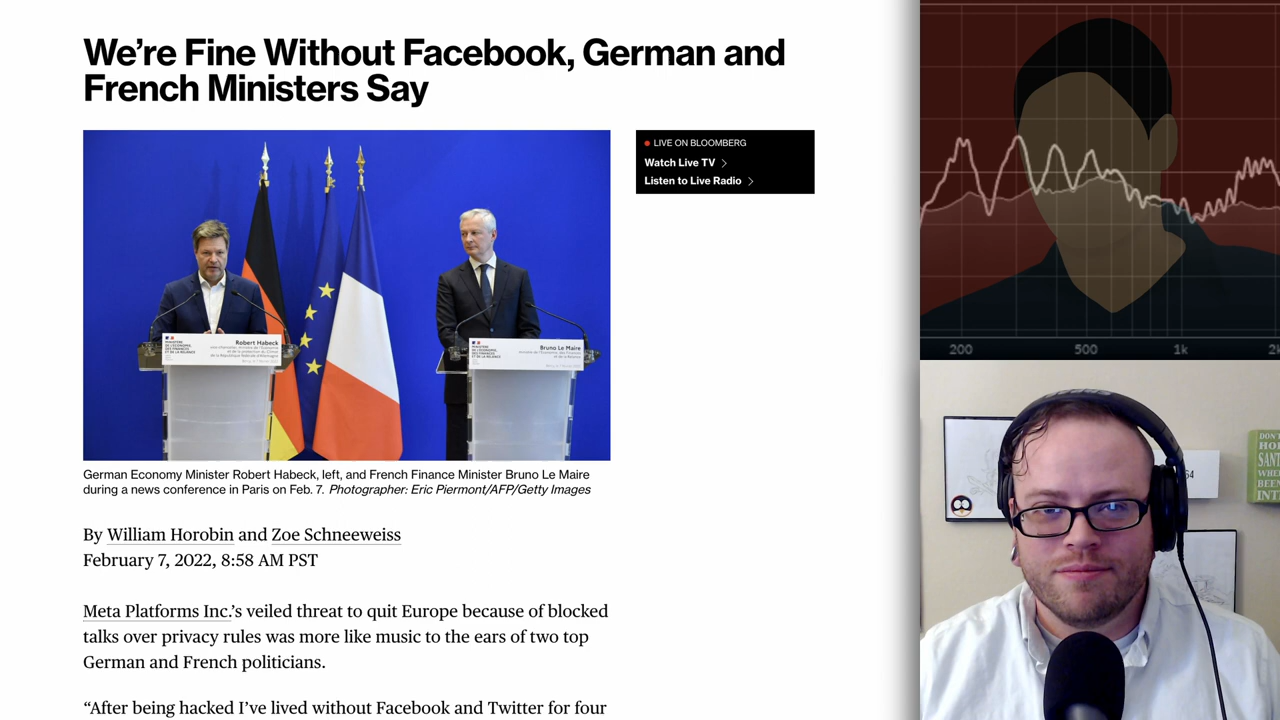 We're Fine Without Facebook, German and
French Ministers Say
LIVE ON BLOOMBERG
Watch Live TV
Listen to Live Radio
Robert Habeck
Bruno Le Maire
German Economy Minister Robert Habeck, left, and French Finance Minister Bruno Le Maire
during a news conference in Paris on Feb. 7. Photographer: Eric Piermont/AFP/Getty Images
By William Horobin and Zoe Schneeweiss
February 7, 2022, 8:58 AM PST
Meta Platforms Inc.'s veiled threat to quit Europe because of blocked
talks over privacy rules was more like music to the ears of two top
German and French politicians.
“After being hacked I've lived without Facebook and Twitter for four
200 500 1k
64